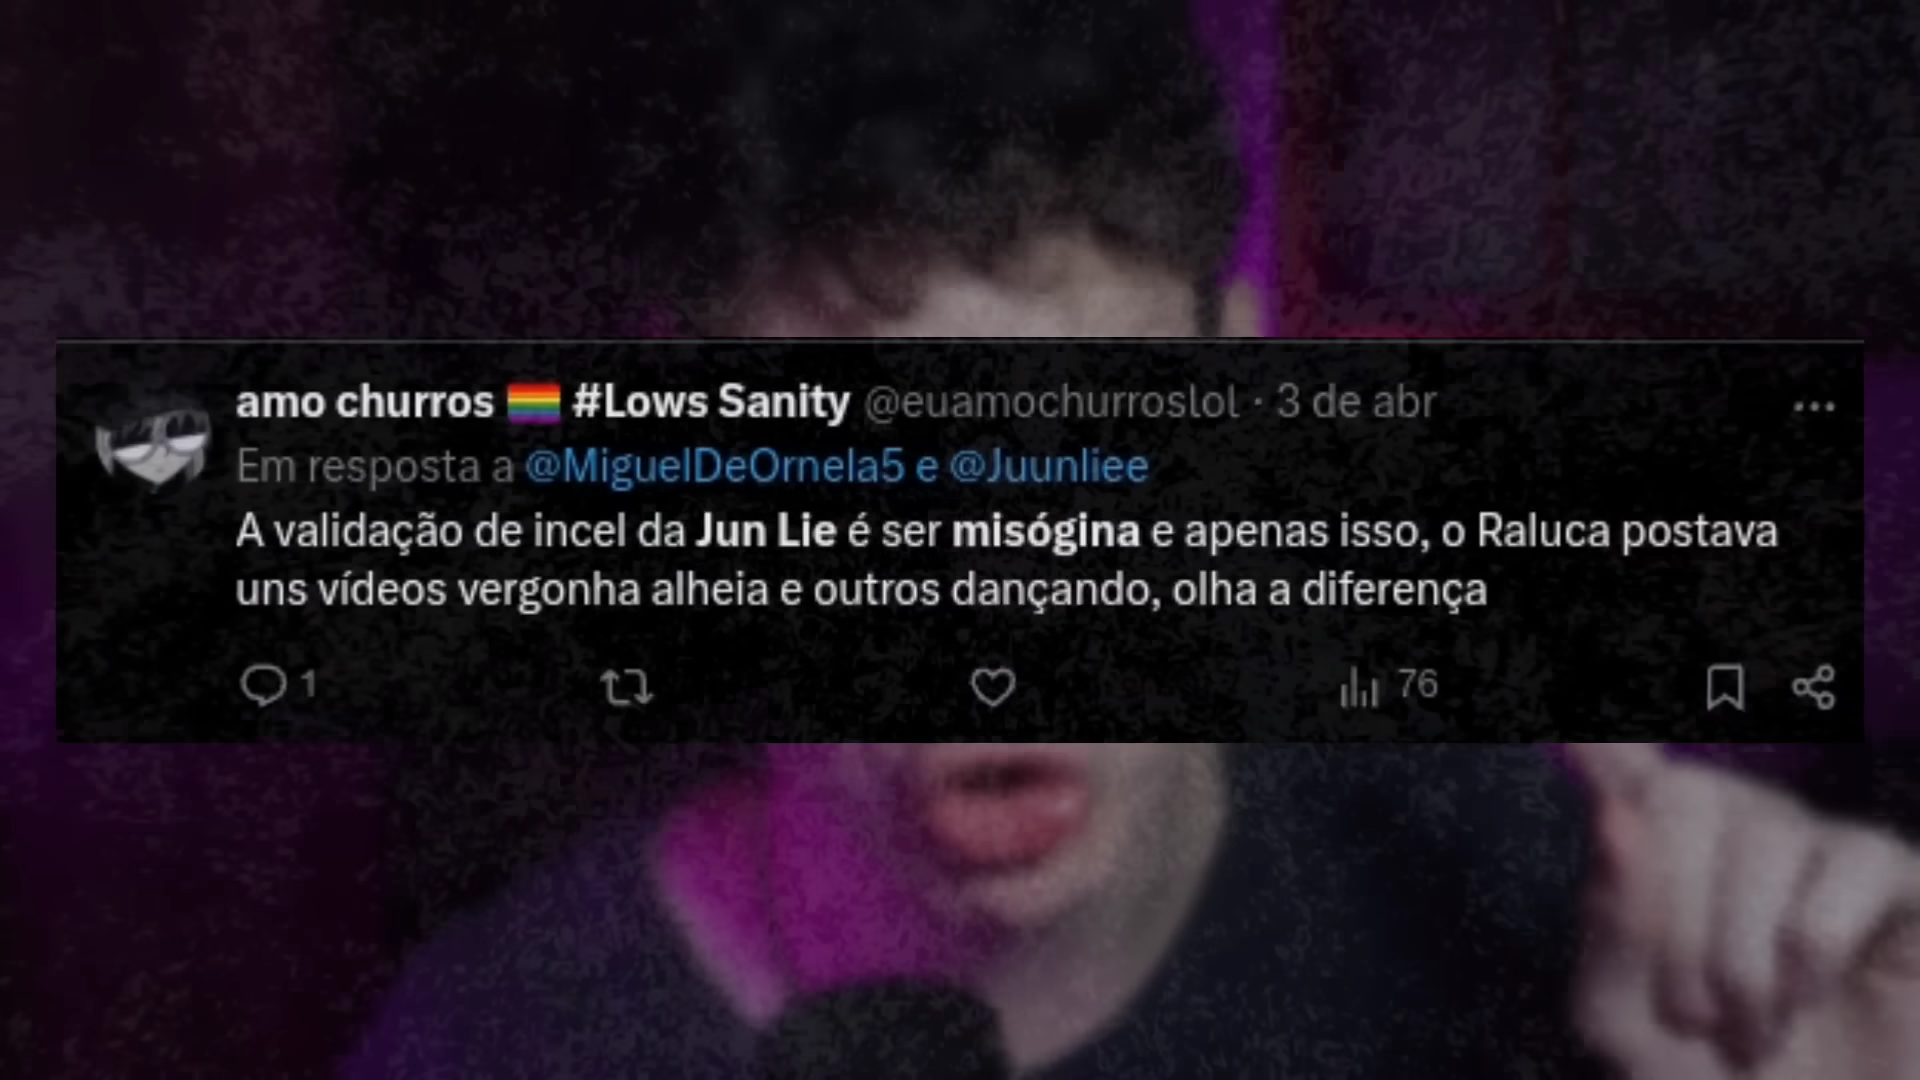 amo churros 🏳️‍🌈 #Lows Sanity @euamochurroslol · 3 de abr
Em resposta a @MiguelDeOrnela5 e @Juunliee
A validação de incel da Jun Lie é ser misógina e apenas isso, o Raluca postava
uns vídeos vergonha alheia e outros dançando, olha a diferença
1 76